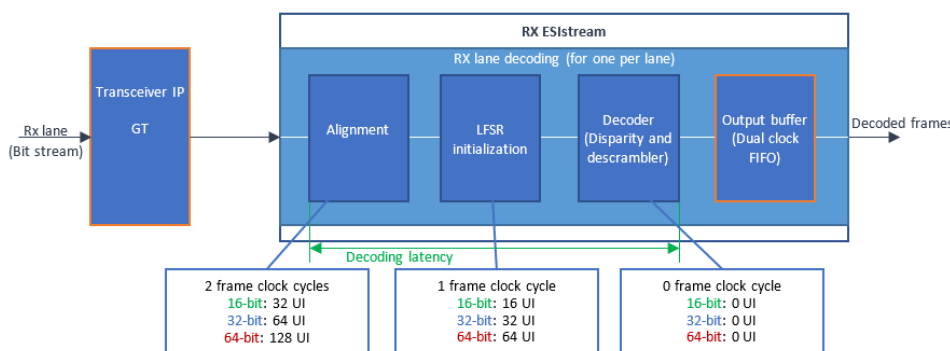 RX ESIstream
RX lane decoding (for one per lane)
Transceiver IP
GT
Rx lane
(Bit stream)
Alignment
LFSR
initialization
Decoder
(Disparity and
descrambler)
Output buffer
(Dual clock
FIFO)
Decoded frames
Decoding latency
2 frame clock cycles
16-bit: 32 UI
32-bit: 64 UI
64-bit: 128 UI
1 frame clock cycle
16-bit: 16 UI
32-bit: 32 UI
64-bit: 64 UI
0 frame clock cycle
16-bit: 0 UI
32-bit: 0 UI
64-bit: 0 UI